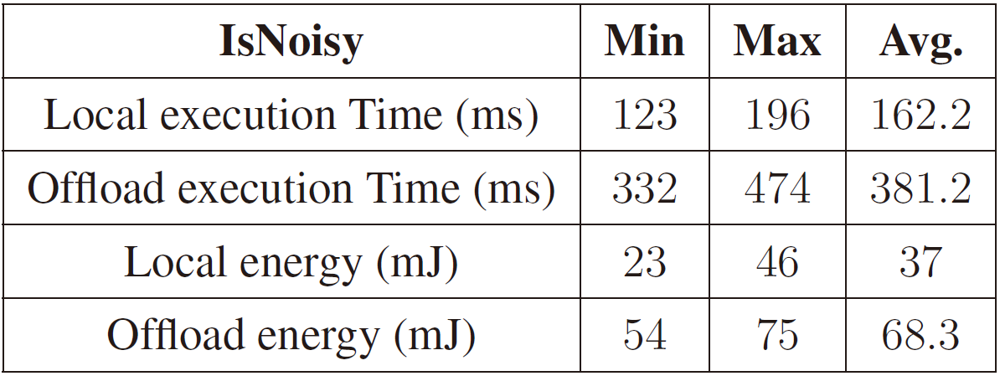 IsNoisy Min Max Avg.
Local execution Time (ms) 123 196 162.2
Offload execution Time (ms) 332 474 381.2
Local energy (mJ) 23 46 37
Offload energy (mJ) 54 75 68.3